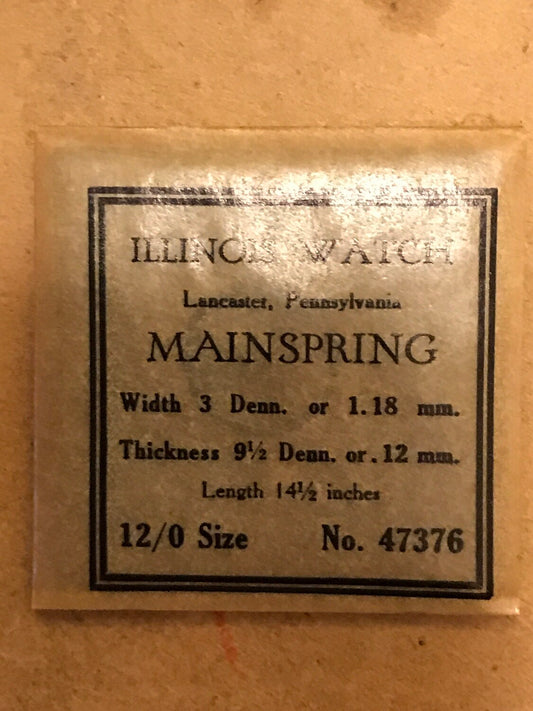 ILLINOIS WATCH
Lancaster, Pennsylvania
MAINSPRING
Width 3 Denn. or 1.18 mm.
Thickness 9½ Denn. or .12 mm.
Length 14½ inches
12/0 Size No. 47376